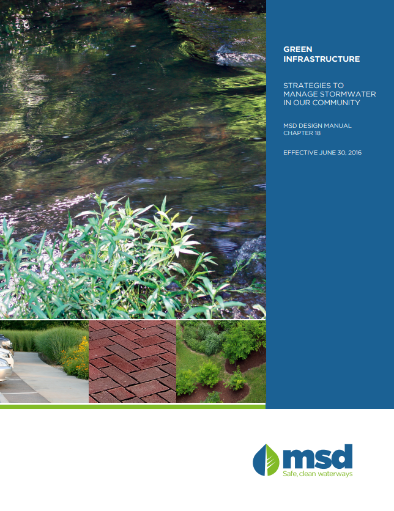 GREEN
INFRASTRUCTURE
STRATEGIES TO
MANAGE STORMWATER
IN OUR COMMUNITY
MSD DESIGN MANUAL
CHAPTER 18
EFFECTIVE JUNE 30, 2016
msd
Safe, clean waterways